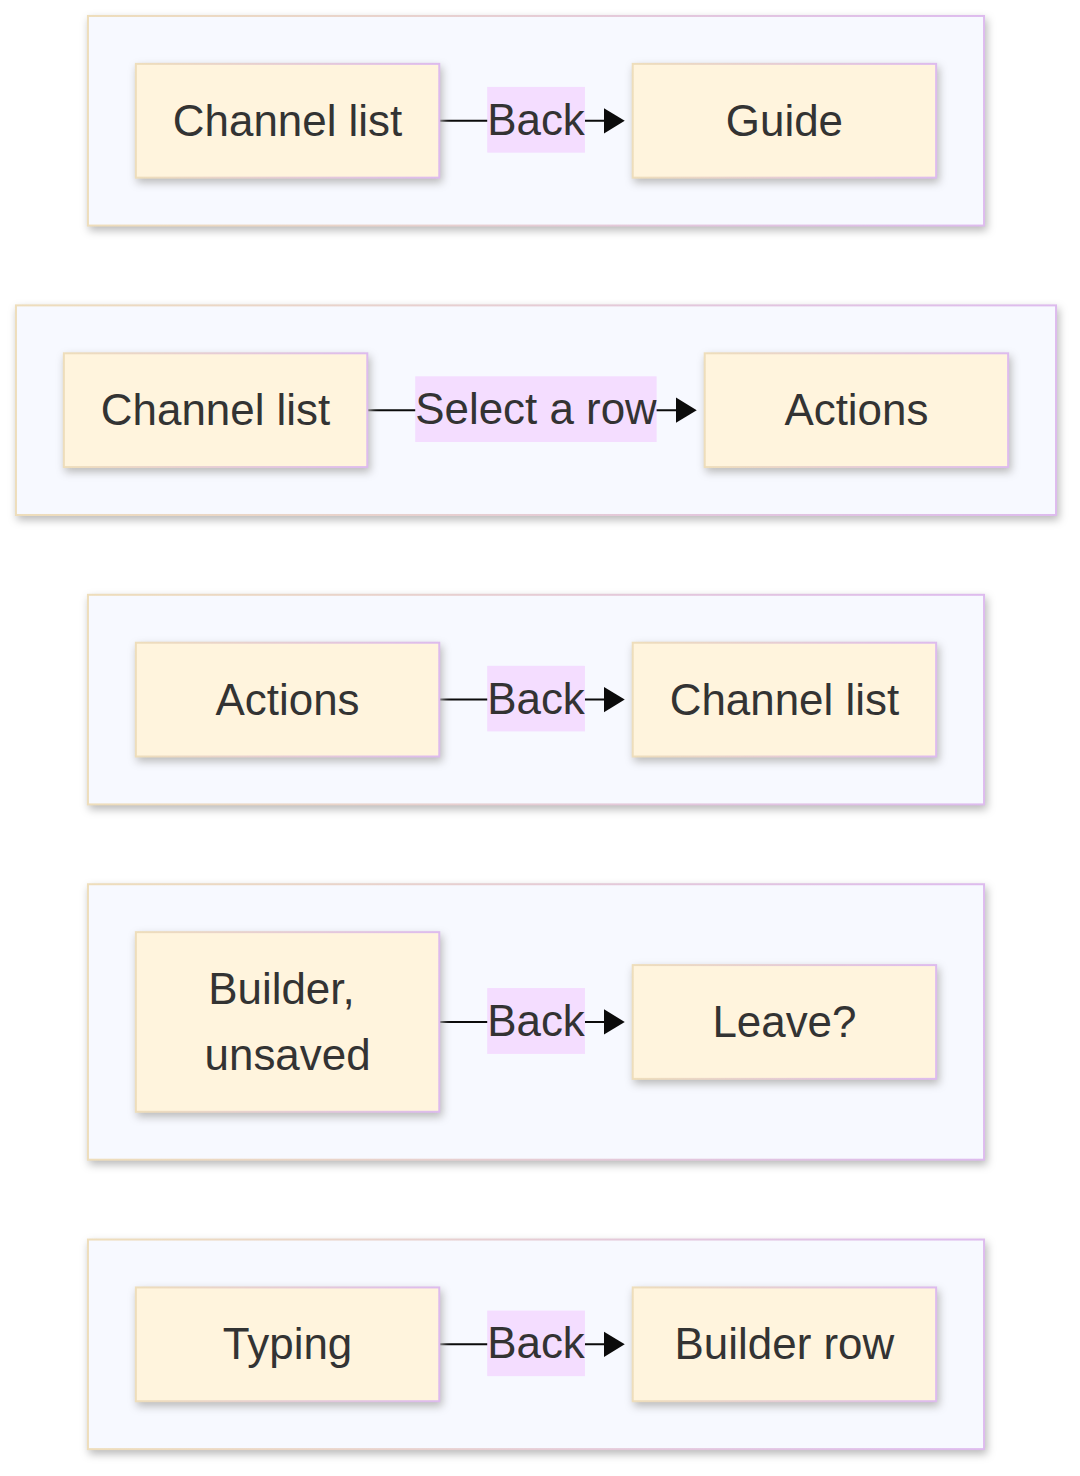 Channel list
Back
Guide
Channel list
Select a row
Actions
Actions
Back
Channel list
Builder,
unsaved
Back
Leave?
Typing
Back
Builder row